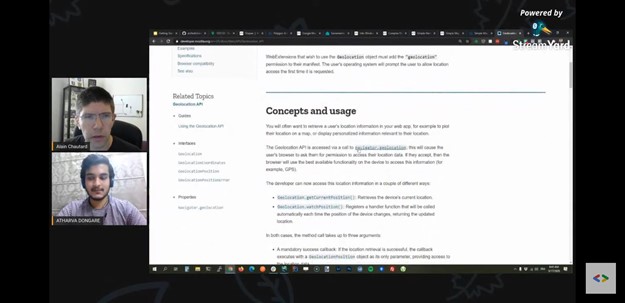 Powered by
StreamYard
Examples
Specifications
Browser compatibility
See also
WebExtension that wish to use the Geolocation object must add the "geolocation"
permission to their manifest. The user's operating system will prompt the user to allow location
access the first time it is requested.
Related Topics
Geolocation API
Guides
Using the Geolocation API
Interfaces
Geolocation
GeolocationCoordinates
GeolocationPosition
GeolocationPositionError
Properties
navigator.geolocation
Concepts and usage
You will often want to retrieve a user's location information in your web app, for example to plot
their location on a map, or display personalized information relevant to their location.
The Geolocation API is accessed via a call to navigator.geolocation; this will cause the
user's browser to ask them for permission to access their location data. If they accept, then the
browser will use the best available functionality on the device to access this information (for
example, GPS).
The developer can now access this location information in a couple of different ways:
Geolocation.getCurrentPosition(): Retrieves the device's current location.
Geolocation.watchPosition(): Registers a handler function that will be called
automatically each time the position of the device changes, returning the updated
location.
In both cases, the method call takes up to three arguments:
A mandatory success callback: If the location retrieval is successful, the callback
executes with a GeolocationPosition object as its only parameter, providing access to
the location data.
Alain Chautard
ATHARVA DONGARE